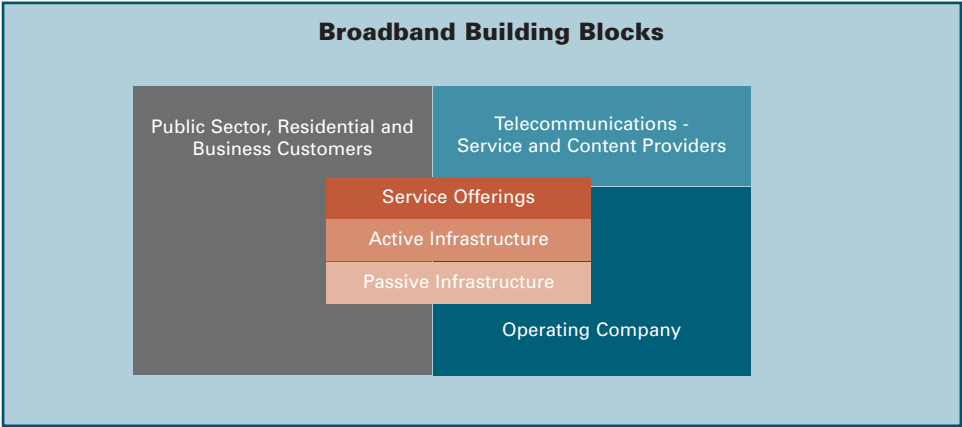 Broadband Building Blocks
Public Sector, Residential and
Business Customers
Telecommunications -
Service and Content Providers
Service Offerings
Active Infrastructure
Passive Infrastructure
Operating Company